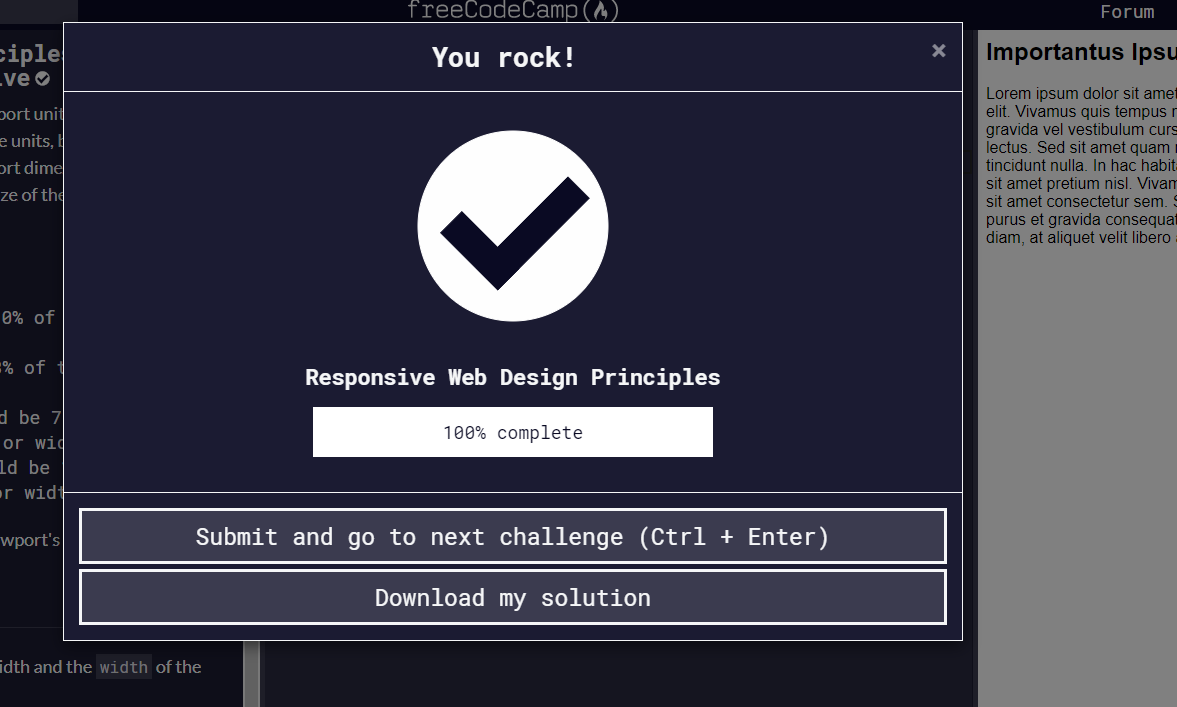 freeCodeCamp
Forum
You rock!
×
Responsive Web Design Principles
100% complete
Submit and go to next challenge (Ctrl + Enter)
Download my solution
ort unit
e units, b
ort dime
ze of the
0% of
% of t
d be 7
or wid
ld be
or widt
wport's
idth and the width of the
Importantus Ipsu
Lorem ipsum dolor sit amet
elit. Vivamus quis tempus
gravida vel vestibulum curs
lectus. Sed sit amet quam
tincidunt nulla. In hac habit
sit amet pretium nisl. Vivam
sit amet consectetur sem. S
purus et gravida consequat
diam, at aliquet velit libero